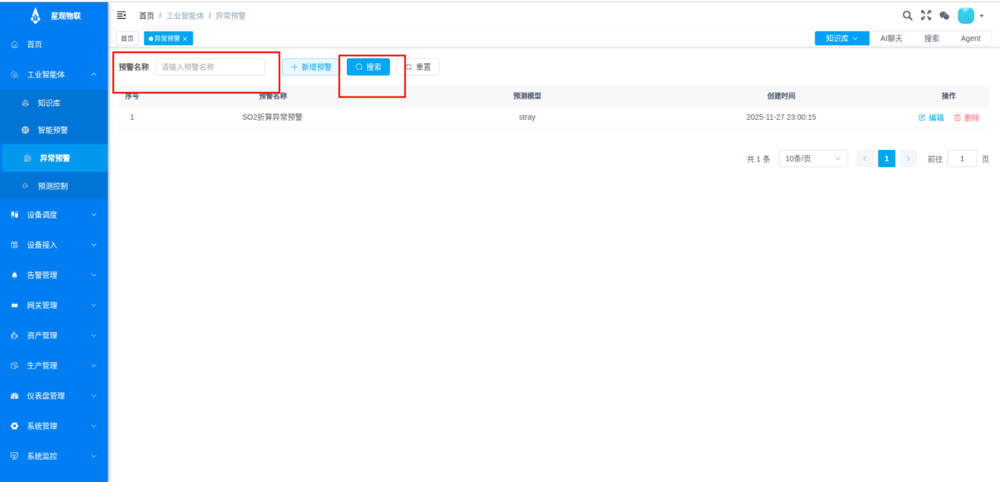 星观物联
首页 / 工业智能体 / 异常预警
首页
异常预警
知识库
AI聊天
搜索
Agent
首页
工业智能体
知识库
智能预警
异常预警
预测控制
设备调度
设备接入
告警管理
网关管理
资产管理
生产管理
仪表盘管理
系统管理
系统监控
预警名称 请输入预警名称 新增预警 搜索 重置
序号 预警名称 预测模型 创建时间 操作
1 SO2折算异常预警 stray 2025-11-27 23:00:15 编辑 删除
共 1 条 10条/页 1 前往 1 页